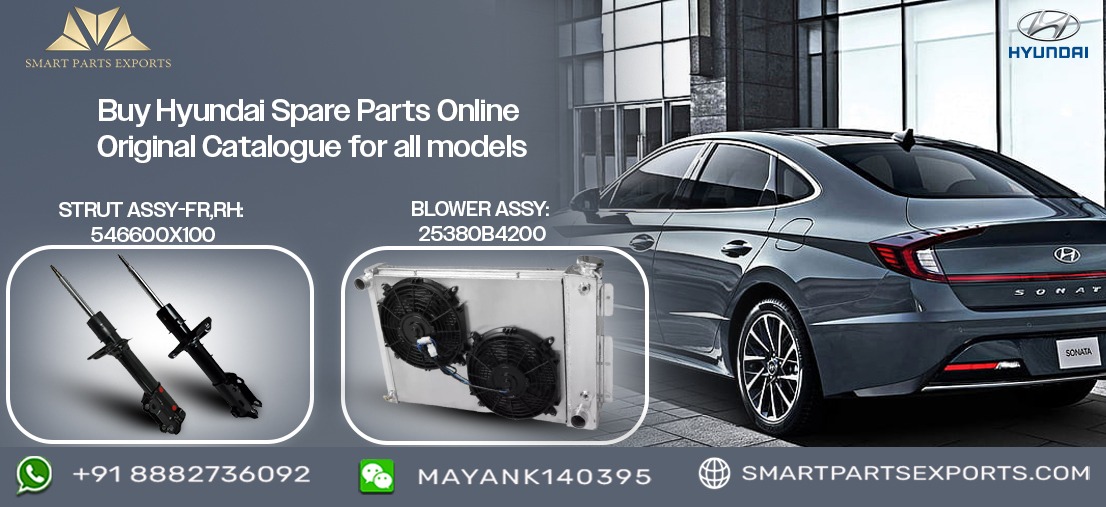 SMART PARTS EXPORTS
HYUNDAI
Buy Hyundai Spare Parts Online
Original Catalogue for all models
STRUT ASSY-FR,RH:
546600X100
BLOWER ASSY:
25380B4200
SONAT
SONATA
+91 8882736092
MAYANK140395
SMARTPARTSEXPORTS.COM